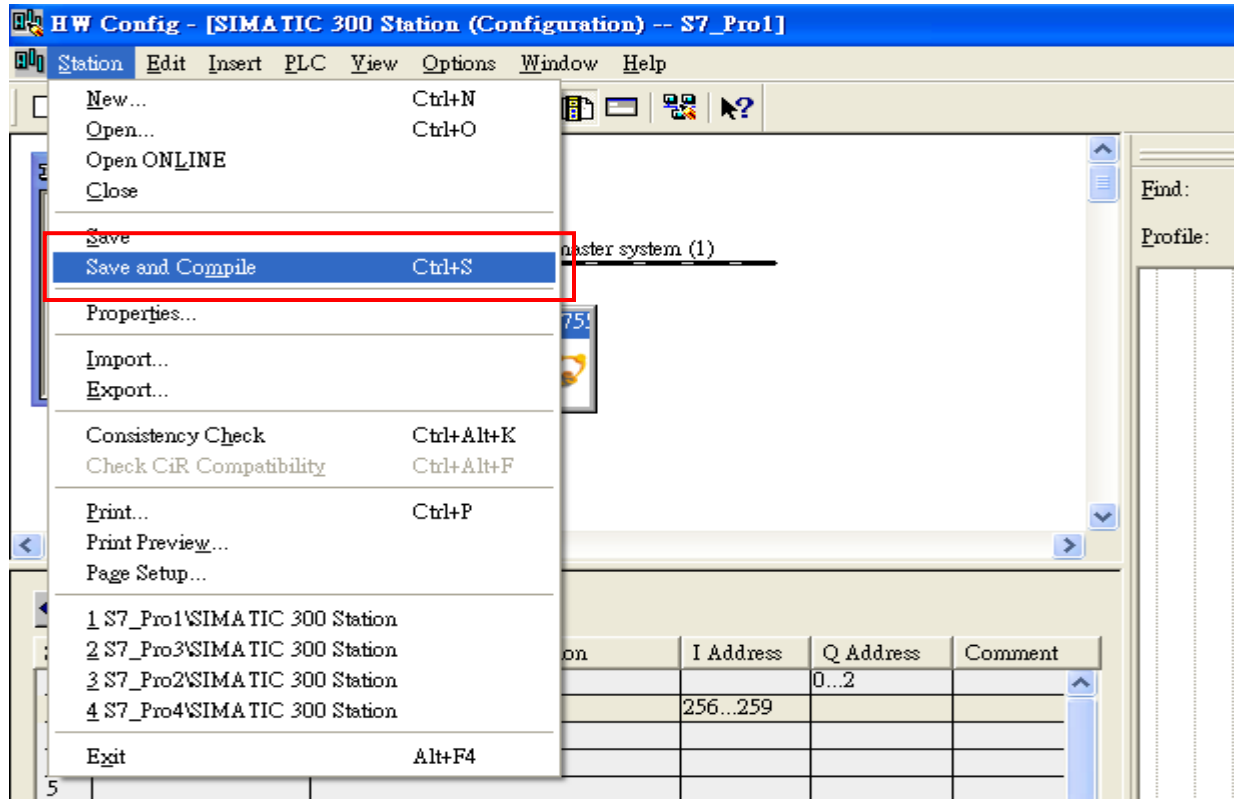 HW Config - [SIMATIC 300 Station (Configuration) -- S7_Pro1]
Station Edit Insert PLC View Options Window Help
New... Ctrl+N
Open... Ctrl+O
Open ONLINE
Close
Find:
Save
Profile:
master system (1)
Save and Compile Ctrl+S
Properties...
Import...
Export...
Consistency Check Ctrl+Alt+K
Check CiR Compatibility Ctrl+Alt+F
Print... Ctrl+P
Print Preview...
Page Setup...
1 S7_Pro1\SIMATIC 300 Station
2 S7_Pro3\SIMATIC 300 Station
I Address Q Address Comment
3 S7_Pro2\SIMATIC 300 Station
0...2
4 S7_Pro4\SIMATIC 300 Station
256...259
Exit Alt+F4
5